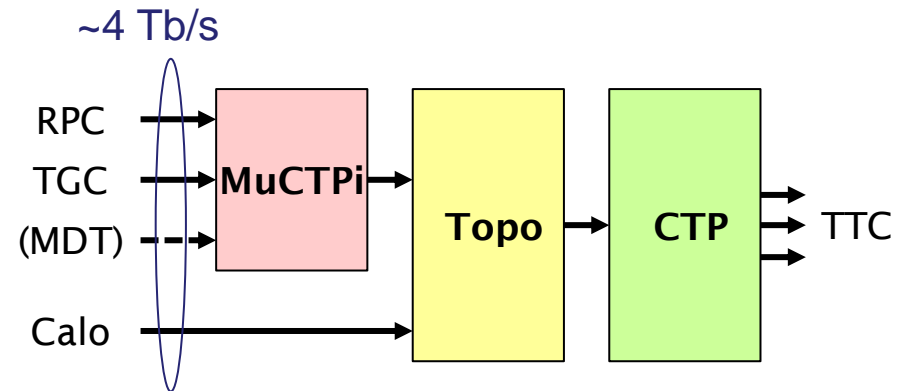 ~4 Tb/s
RPC
TGC
(MDT)
Calo
MuCTPi
Topo
CTP
TTC